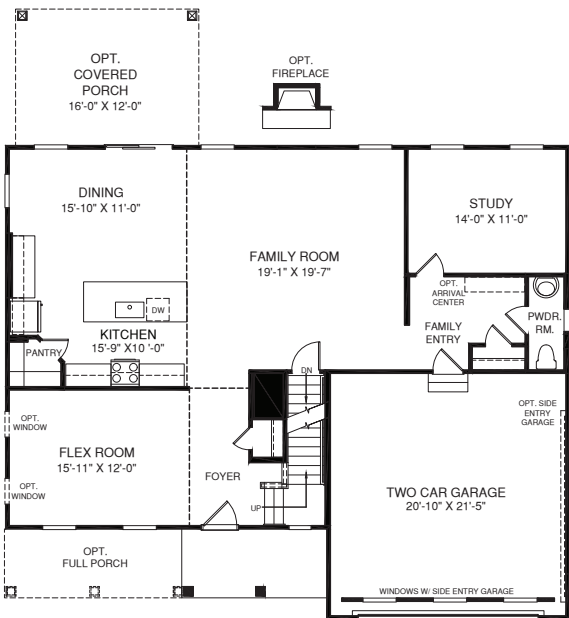 OPT.
COVERED
PORCH
16'-0" X 12'-0"
OPT.
FIREPLACE
DINING
15'-10" X 11'-0"
STUDY
14'-0" X 11'-0"
FAMILY ROOM
19'-1" X 19'-7"
OPT.
ARRIVAL
CENTER
DW
FAMILY
ENTRY
PWDR.
RM.
KITCHEN
15'-9" X10 '-0"
PANTRY
DN
OPT.
WINDOW
OPT. SIDE
ENTRY
GARAGE
FLEX ROOM
15'-11" X 12'-0"
FOYER
OPT.
WINDOW
TWO CAR GARAGE
20'-10" X 21'-5"
UP
OPT.
FULL PORCH
WINDOWS W/ SIDE ENTRY GARAGE